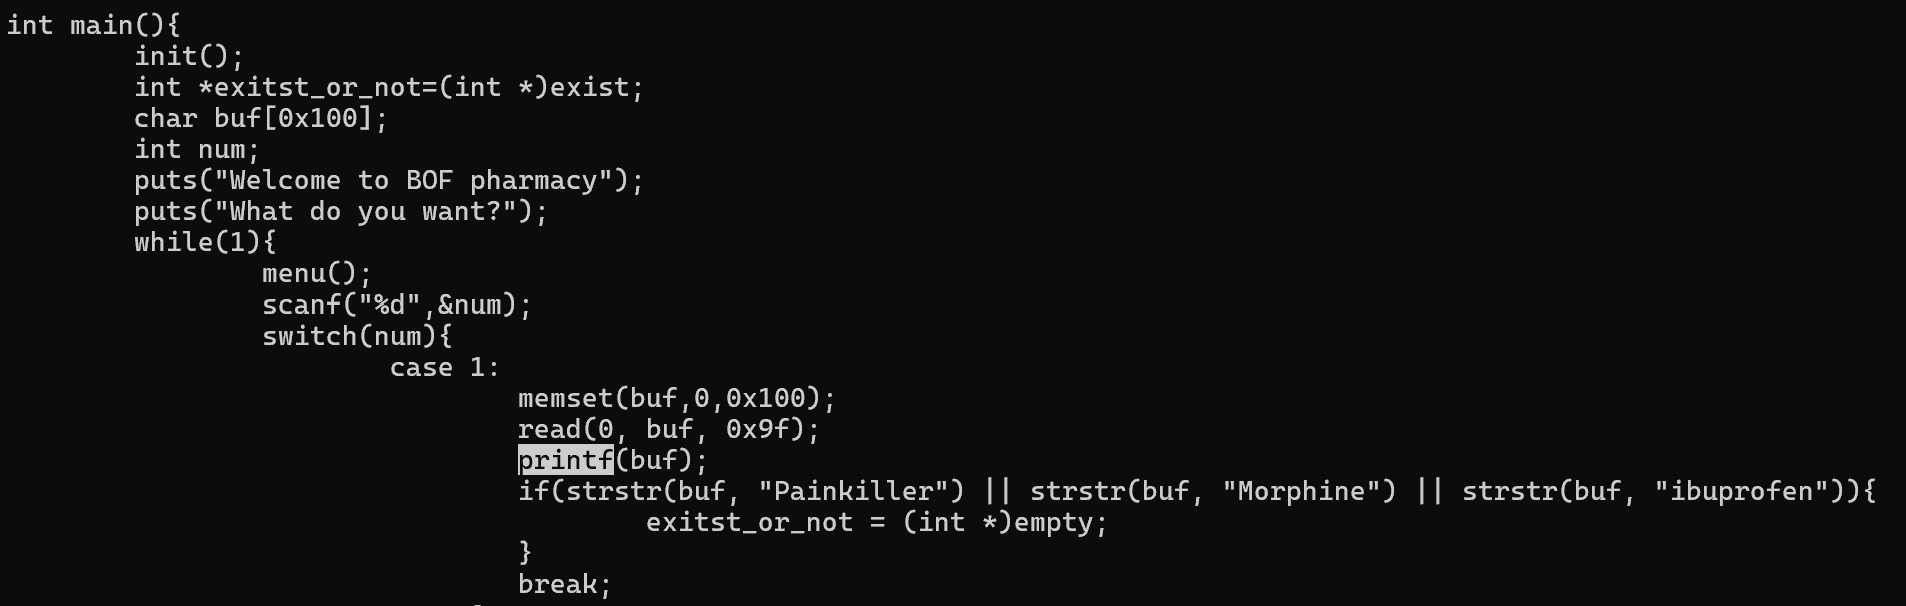 int main(){
init();
int *exitst_or_not=(int *)exist;
char buf[0x100];
int num;
puts("Welcome to BOF pharmacy");
puts("What do you want?");
while(1){
menu();
scanf("%d",&num);
switch(num){
case 1:
memset(buf,0,0x100);
read(0, buf, 0x9f);
printf(buf);
if(strstr(buf, "Painkiller") || strstr(buf, "Morphine") || strstr(buf, "ibuprofen")){
exitst_or_not = (int *)empty;
}
break;